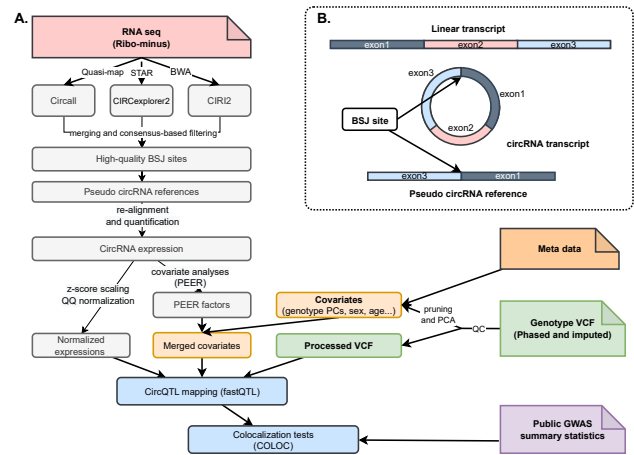 A.
RNA seq
(Ribo-minus)
Quasi-map
STAR
BWA
Circall
CIRCexplorer2
CIRI2
merging and consensus-based filtering
High-quality BSJ sites
Pseudo circRNA references
re-alignment
and quantification
CircRNA expression
z-score scaling
QQ normalization
covariate analyses
(PEER)
PEER factors
Covariates
(genotype PCs, sex, age...)
Normalized
expressions
Merged covariates
Processed VCF
pruning
and PCA
QC
Meta data
Genotype VCF
(Phased and imputed)
CircQTL mapping (fastQTL)
Colocalization tests
(COLOC)
Public GWAS
summary statistics
B.
Linear transcript
exon1
exon2
exon3
exon3
exon1
exon2
BSJ site
circRNA transcript
exon3
exon1
Pseudo circRNA reference